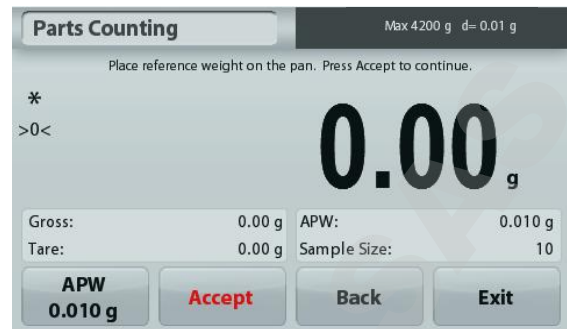 Parts Counting
Max 4200 g d= 0.01 g
Place reference weight on the pan. Press Accept to continue.
*
>0<
0.00 g
Gross: 0.00 g APW: 0.010 g
Tare: 0.00 g Sample Size: 10
APW Accept Back Exit
0.010 g